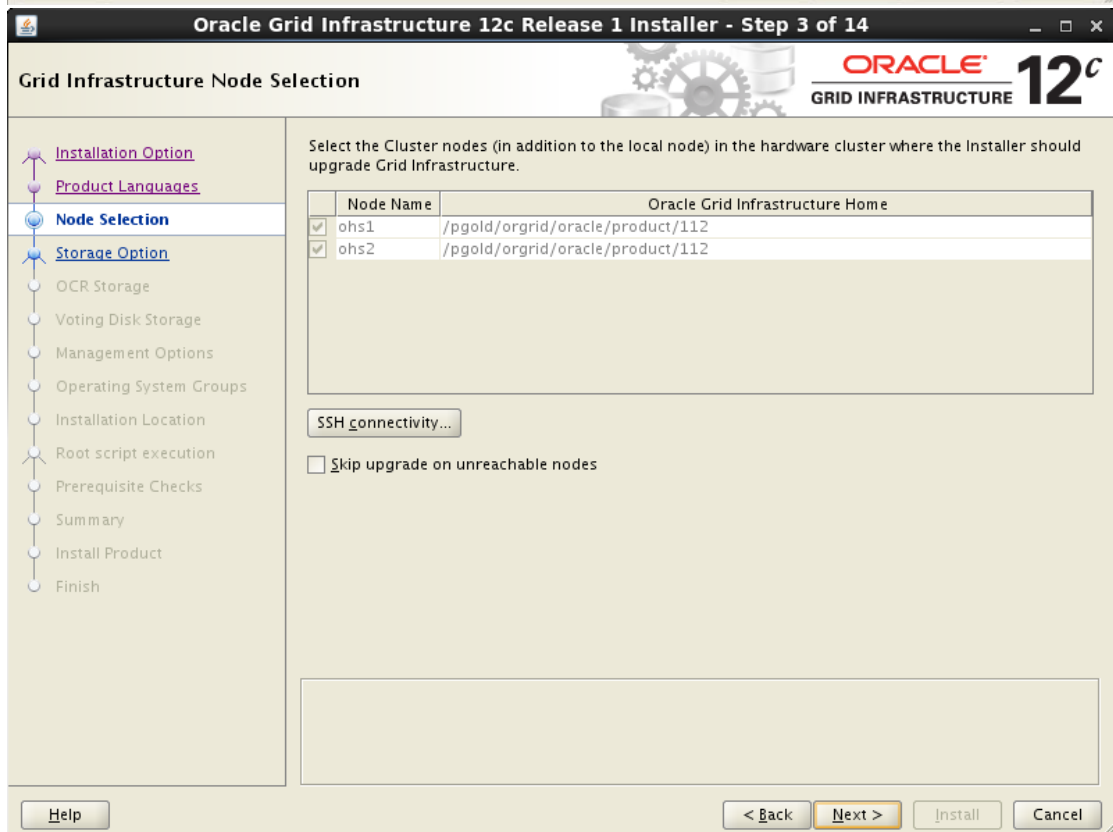 Oracle Grid Infrastructure 12c Release 1 Installer - Step 3 of 14
Grid Infrastructure Node Selection
ORACLE
GRID INFRASTRUCTURE
12c
Installation Option
Product Languages
Node Selection
Storage Option
OCR Storage
Voting Disk Storage
Management Options
Operating System Groups
Installation Location
Root script execution
Prerequisite Checks
Summary
Install Product
Finish
Select the Cluster nodes (in addition to the local node) in the hardware cluster where the Installer should
upgrade Grid Infrastructure.
Node Name Oracle Grid Infrastructure Home
ohs1 /pgold/orgrid/oracle/product/112
ohs2 /pgold/orgrid/oracle/product/112
SSH connectivity...
Skip upgrade on unreachable nodes
Help < Back Next > Install Cancel